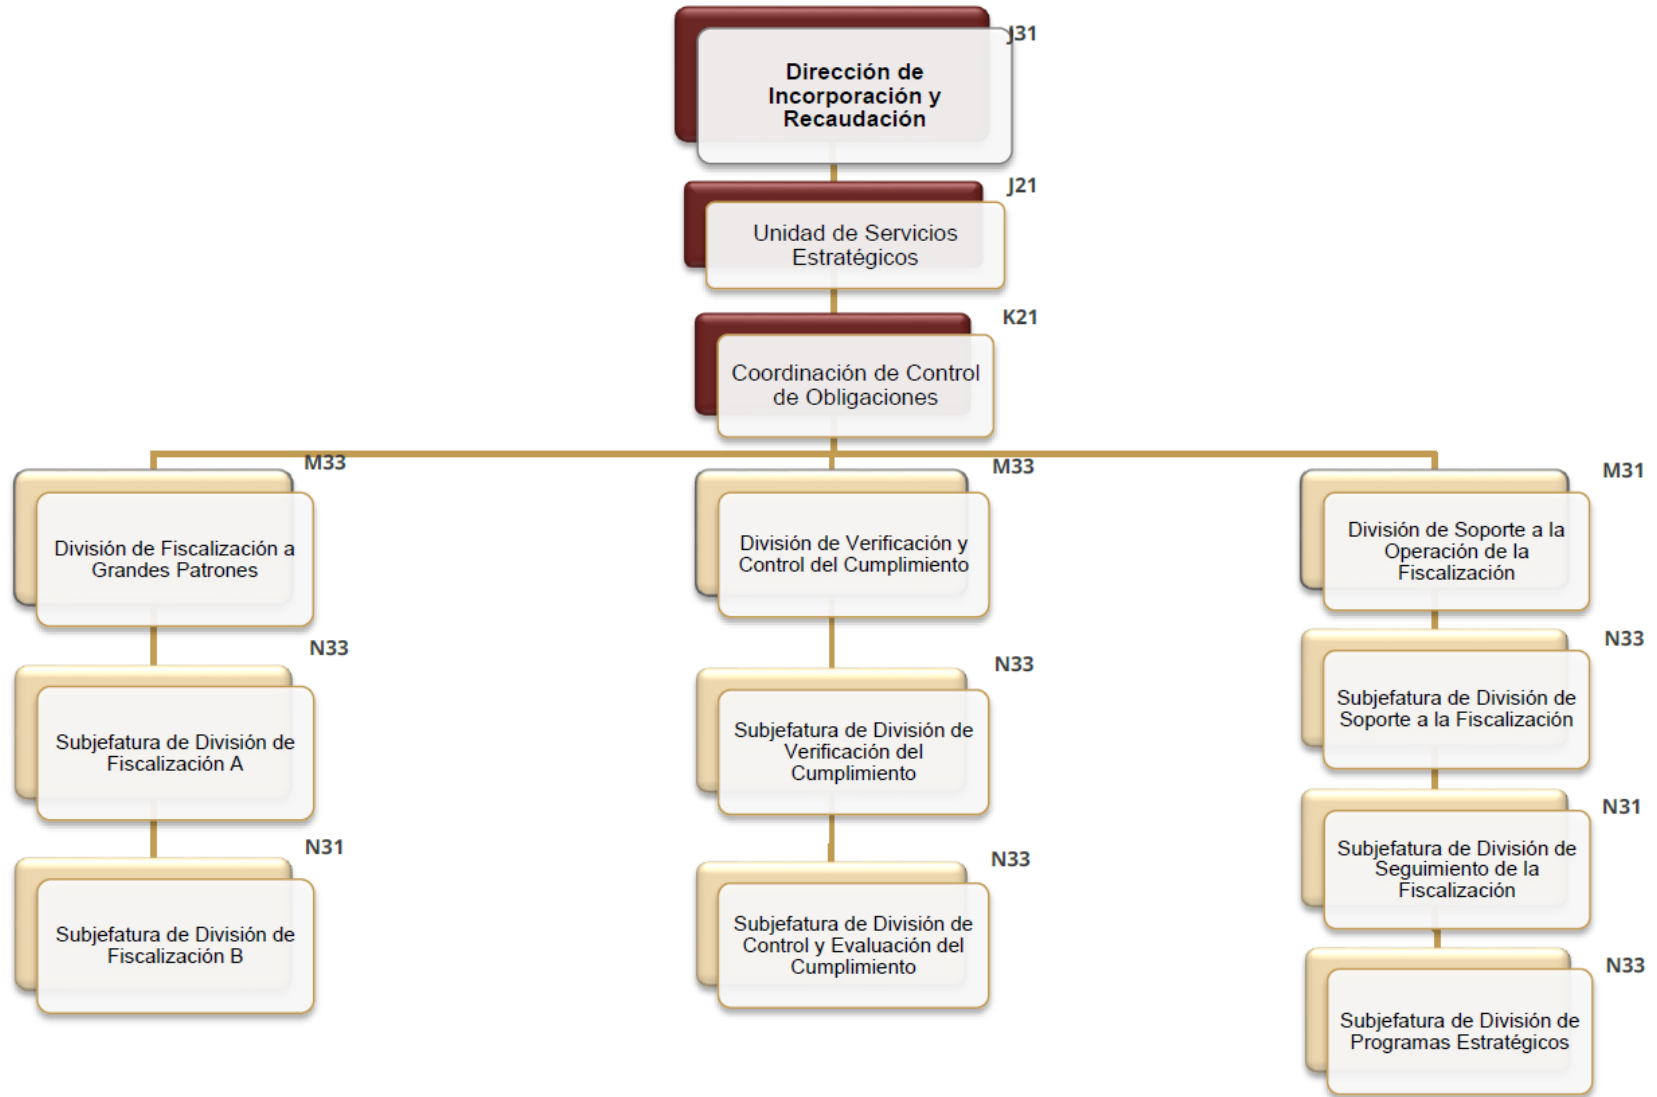 J31
Dirección de
Incorporación y
Recaudación
J21
Unidad de Servicios
Estratégicos
K21
Coordinación de Control
de Obligaciones
M33
División de Fiscalización a
Grandes Patrones
N33
Subjefatura de División de
Fiscalización A
N31
Subjefatura de División de
Fiscalización B
M33
División de Verificación y
Control del Cumplimiento
N33
Subjefatura de División de
Verificación del
Cumplimiento
N33
Subjefatura de División de
Control y Evaluación del
Cumplimiento
M31
División de Soporte a la
Operación de la
Fiscalización
N33
Subjefatura de División de
Soporte a la Fiscalización
N31
Subjefatura de División de
Seguimiento de la
Fiscalización
N33
Subjefatura de División de
Programas Estratégicos